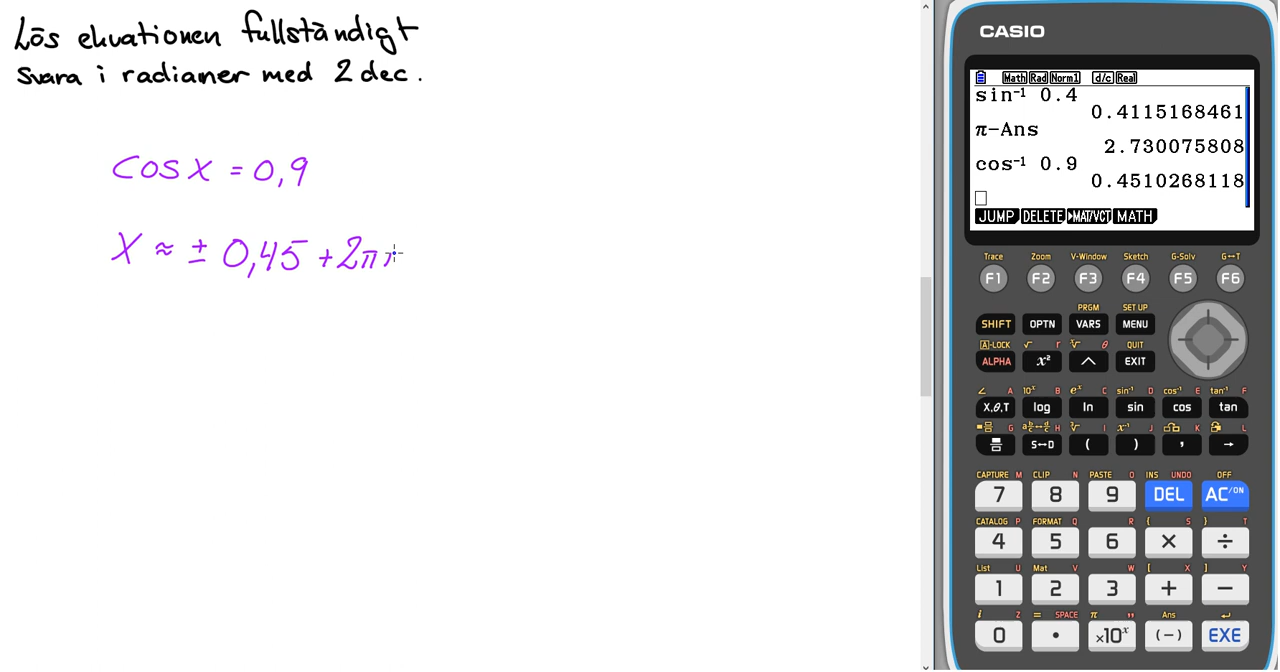 Lös ekvationen fullständigt
svara i radianer med 2 dec.
cos x = 0,9
x ≈ ± 0,45 + 2π
CASIO
Math Rad Norm1 d/c Real
sin⁻¹ 0.4
0.4115168461
π-Ans
2.730075808
cos⁻¹ 0.9
0.4510268118
JUMP DELETE ▶MAT/VCT MATH
Trace Zoom V-Window Sketch G-Solv G↔T
F1 F2 F3 F4 F5 F6
PRGM SET UP
SHIFT OPTN VARS MENU
A-LOCK √ r ˣ√ θ QUIT
ALPHA x² ^ EXIT
∠ A 10ˣ B eˣ C sin⁻¹ D cos⁻¹ E tan⁻¹ F
X,θ,T log ln sin cos tan
G H ³√ I x⁻¹ J K L
S↔D ( ) , →
CAPTURE M CLIP N PASTE O INS UNDO OFF
7 8 9 DEL AC/ON
CATALOG P FORMAT Q R { S } T
4 5 6 × ÷
List U Mat V W [ X ] Y
1 2 3 + −
i Z = SPACE π " Ans ↵
0 • ×10ˣ (−) EXE